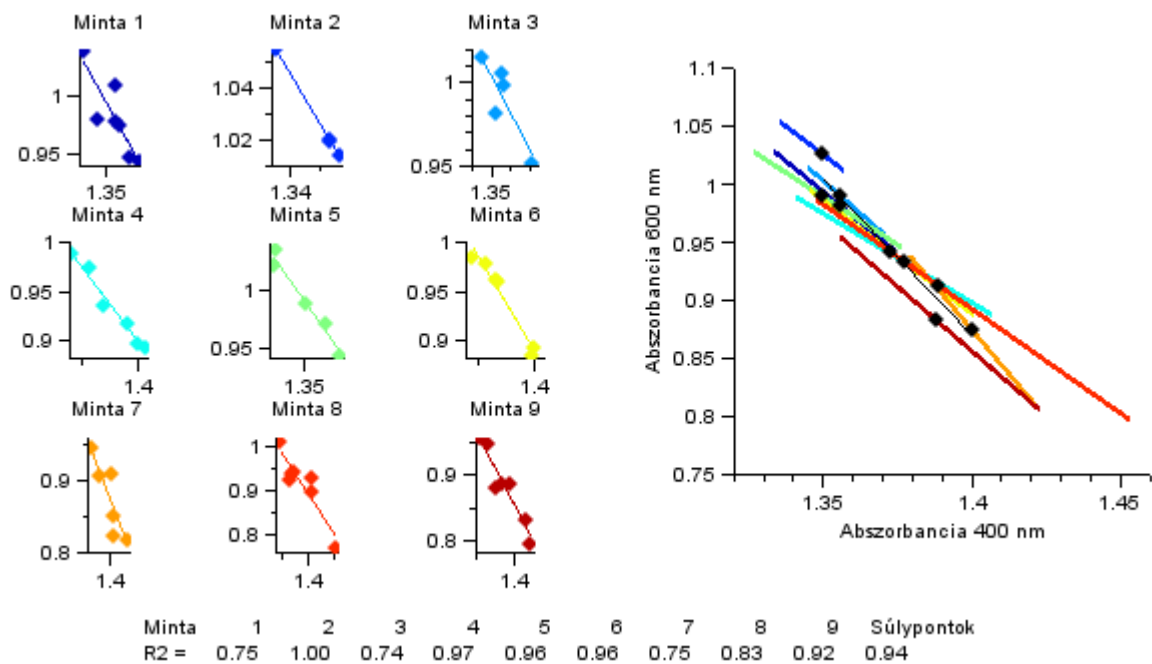 Minta 1
1
0.95
1.35
Minta 2
1.04
1.02
1.34
Minta 3
1
0.95
1.35
Minta 4
1
0.95
0.9
1.4
Minta 5
1
0.95
1.35
Minta 6
1
0.95
0.9
1.4
Minta 7
0.9
0.8
1.4
Minta 8
1
0.9
0.8
1.4
Minta 9
0.9
0.8
1.4
Abszorbancia 600 nm
1.1
1.05
1
0.95
0.9
0.85
0.8
0.75
1.35 1.4 1.45
Abszorbancia 400 nm
Minta 1 2 3 4 5 6 7 8 9 Súlypontok
R2 = 0.75 1.00 0.74 0.97 0.96 0.96 0.75 0.83 0.92 0.94